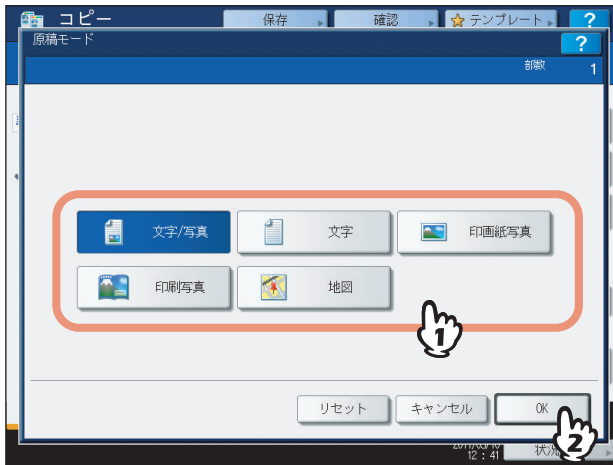 コピー 保存 確認 テンプレート ?
原稿モード ?
部数 1
文字/写真 文字 印画紙写真
印刷写真 地図
1
リセット キャンセル OK
2
12:41 状況